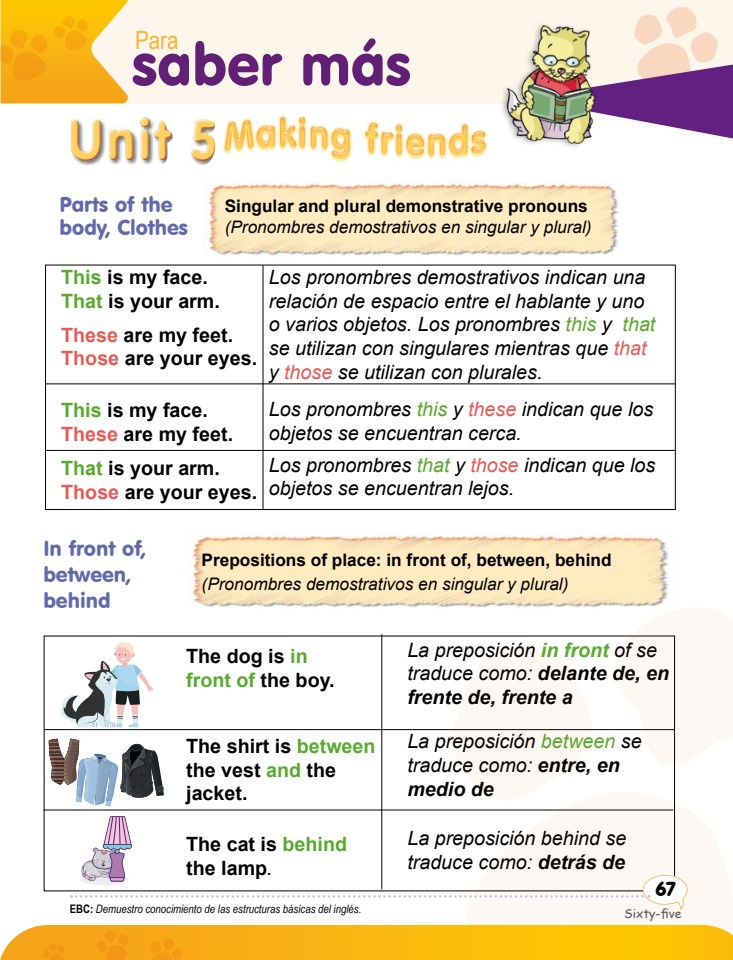 Para
saber más
Unit 5 Making friends
Parts of the
body, Clothes
Singular and plural demonstrative pronouns
(Pronombres demostrativos en singular y plural)
This is my face.
That is your arm.
These are my feet.
Those are your eyes.
Los pronombres demostrativos indican una
relación de espacio entre el hablante y uno
o varios objetos. Los pronombres this y that
se utilizan con singulares mientras que that
y those se utilizan con plurales.
This is my face.
These are my feet.
Los pronombres this y these indican que los
objetos se encuentran cerca.
That is your arm.
Those are your eyes.
Los pronombres that y those indican que los
objetos se encuentran lejos.
In front of,
between,
behind
Prepositions of place: in front of, between, behind
(Pronombres demostrativos en singular y plural)
The dog is in
front of the boy.
La preposición in front of se
traduce como: delante de, en
frente de, frente a
The shirt is between
the vest and the
jacket.
La preposición between se
traduce como: entre, en
medio de
The cat is behind
the lamp.
La preposición behind se
traduce como: detrás de
67
Sixty-five
EBC: Demuestro conocimiento de las estructuras básicas del inglés.